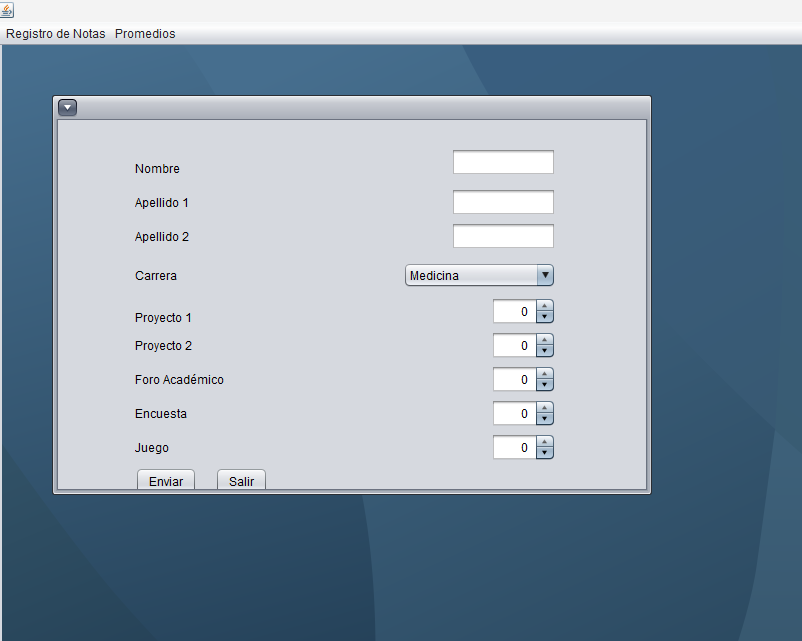 Registro de Notas Promedios
Nombre
Apellido 1
Apellido 2
Carrera Medicina
Proyecto 1 0
Proyecto 2 0
Foro Académico 0
Encuesta 0
Juego 0
Enviar Salir